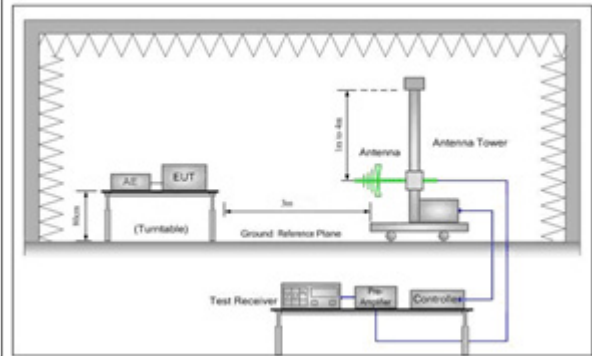 1m to 4m
Antenna
Antenna Tower
AE
EUT
80cm
(Turntable)
3m
Ground Reference Plane
Test Receiver
Pre-
Amplifier
Controller